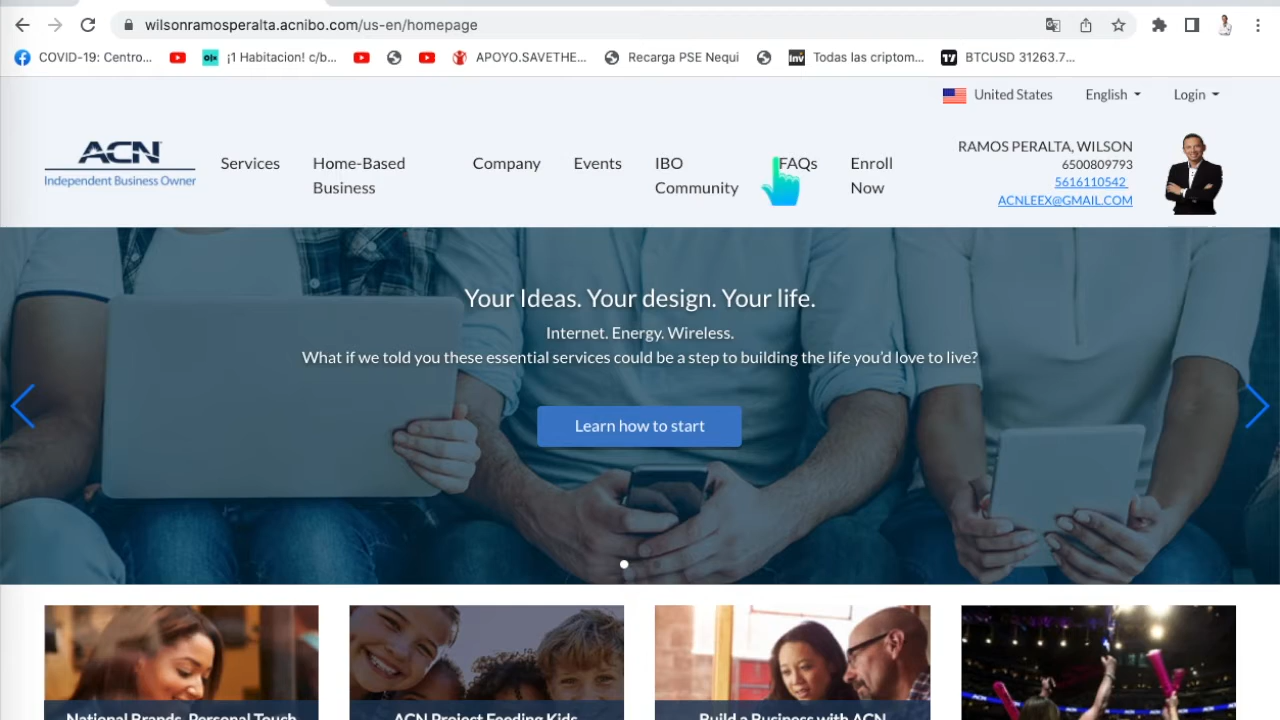 wilsonramosperalta.acnibo.com/us-en/homepage
COVID-19: Centro... olx ¡1 Habitacion! c/b... APOYO.SAVETHE... Recarga PSE Nequi Inv Todas las criptom... BTCUSD 31263.7...
United States English Login
ACN
Independent Business Owner
Services Home-Based Business Company Events IBO Community FAQs Enroll Now
RAMOS PERALTA, WILSON
6500809793
5616110542
ACNLEEX@GMAIL.COM
Your Ideas. Your design. Your life.
Internet. Energy. Wireless.
What if we told you these essential services could be a step to building the life you'd love to live?
Learn how to start
National Brands, Personal Touch ACN Project Feeding Kids Build a Business with ACN